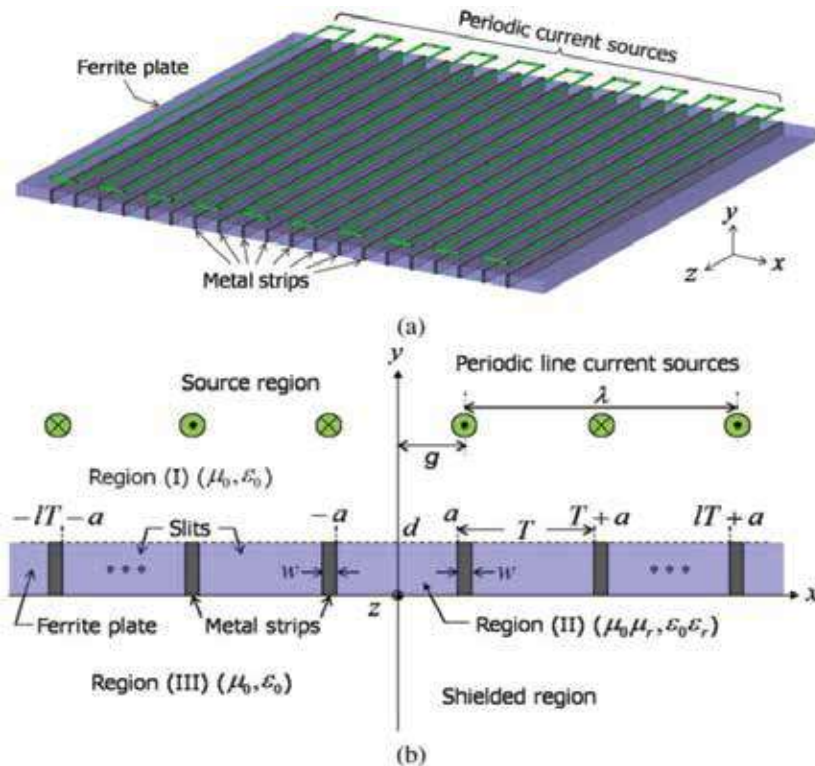 Periodic current sources
Ferrite plate
Metal strips
y
z
x
(a)
y
Source region
Periodic line current sources
λ
g
Region (I) (μ₀, ε₀)
−lT −a
−a
d
a
T
T + a
lT + a
Slits
w
w
z
x
Ferrite plate
Metal strips
Region (II) (μ₀μᵣ, ε₀εᵣ)
Region (III) (μ₀, ε₀)
Shielded region
(b)